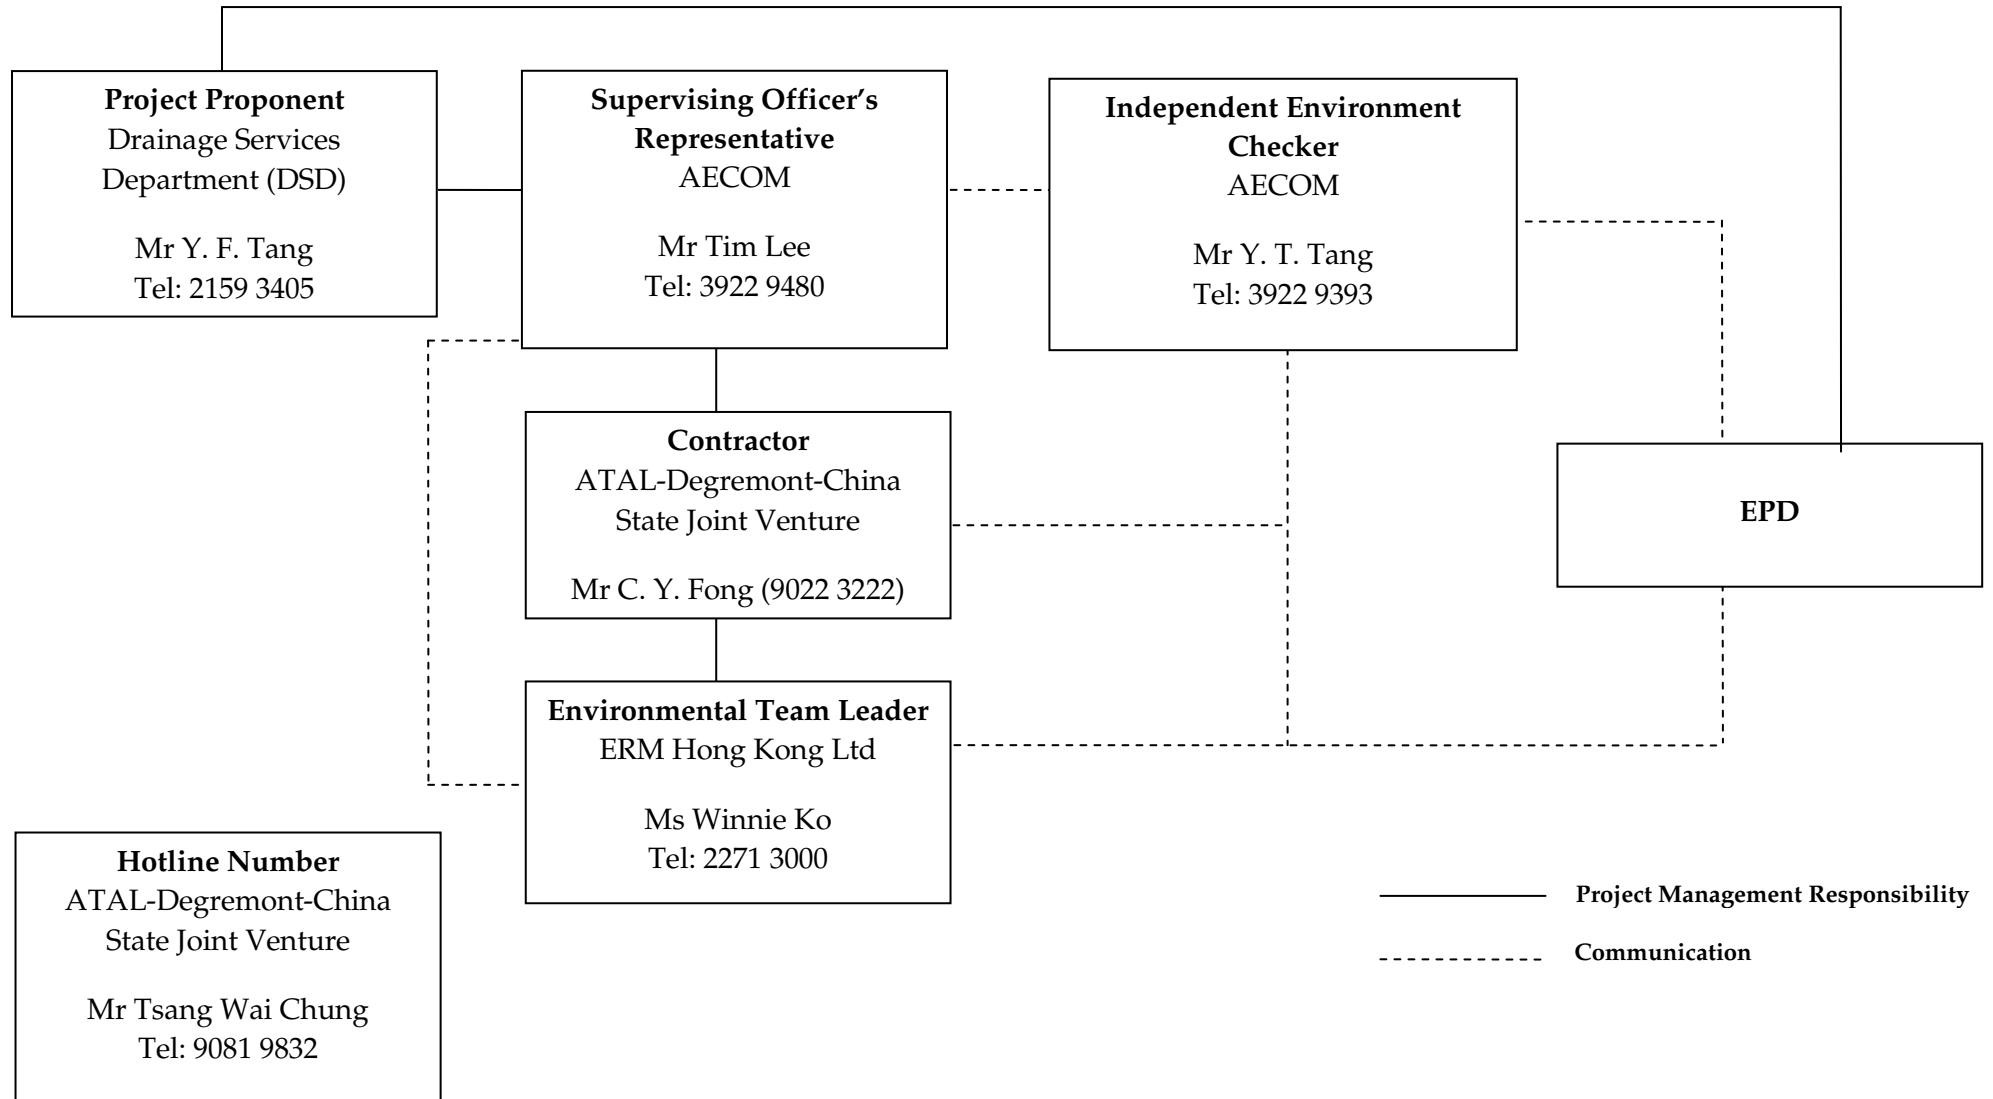 Project Proponent
Drainage Services
Department (DSD)
Mr Y. F. Tang
Tel: 2159 3405
Supervising Officer’s
Representative
AECOM
Mr Tim Lee
Tel: 3922 9480
Independent Environment
Checker
AECOM
Mr Y. T. Tang
Tel: 3922 9393
Contractor
ATAL-Degremont-China
State Joint Venture
Mr C. Y. Fong (9022 3222)
EPD
Environmental Team Leader
ERM Hong Kong Ltd
Ms Winnie Ko
Tel: 2271 3000
Hotline Number
ATAL-Degremont-China
State Joint Venture
Mr Tsang Wai Chung
Tel: 9081 9832
Project Management Responsibility
Communication